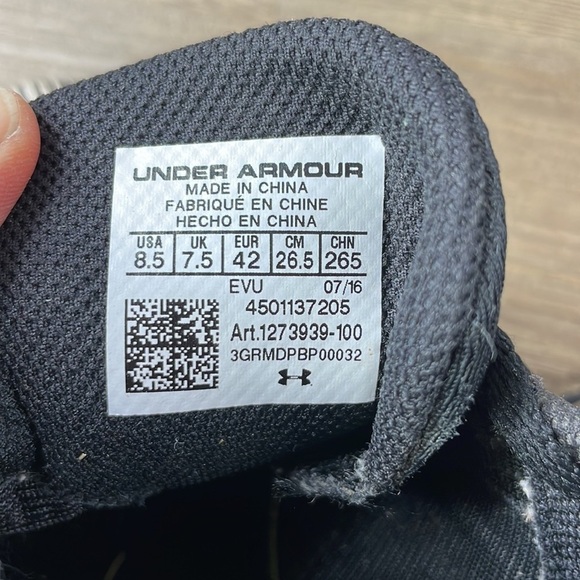 UNDER ARMOUR
MADE IN CHINA
FABRIQUÉ EN CHINE
HECHO EN CHINA
USA UK EUR CM CHN
8.5 7.5 42 26.5 265
EVU 07/16
4501137205
Art.1273939-100
3GRMDPBP00032